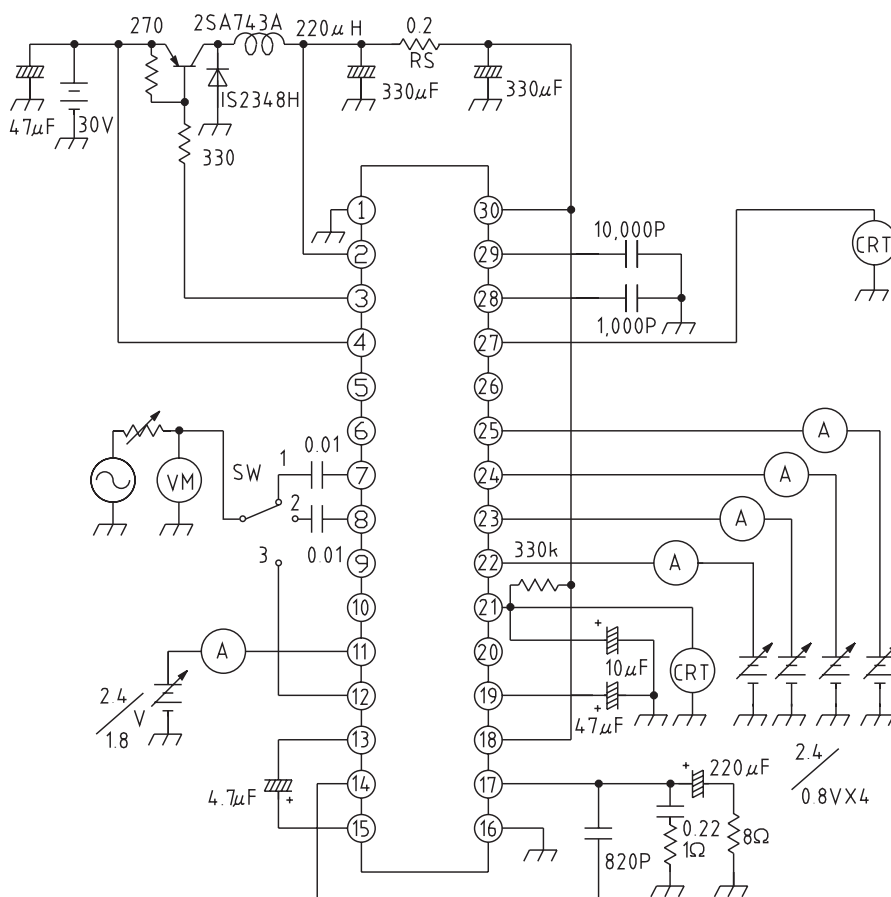 270
2SA743A
220μH
0.2
RS
47μF
30V
IS2348H
330μF
330μF
330
1
2
3
4
5
6
7
8
9
10
11
12
13
14
15
30
29
28
27
26
25
24
23
22
21
20
19
18
17
16
10,000P
1,000P
CRT
VM
SW
1
0.01
2
0.01
3
A
A
A
A
330k
10μF
47μF
CRT
A
2.4/1.8 V
4.7μF
+
+
+
+
220μF
2.4/0.8VX4
820P
0.22
1Ω
8Ω